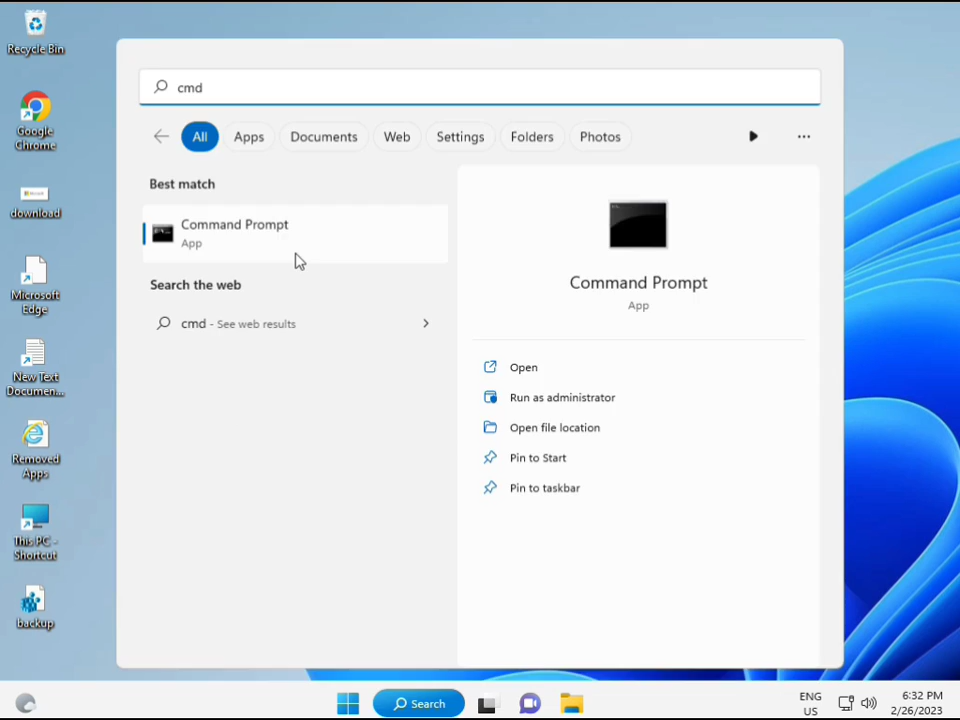 Recycle Bin
Google
Chrome
download
Microsoft
Edge
New Text
Documen...
Removed
Apps
This PC -
Shortcut
backup
cmd
All
Apps
Documents
Web
Settings
Folders
Photos
Best match
Command Prompt
App
Search the web
cmd - See web results
Command Prompt
App
Open
Run as administrator
Open file location
Pin to Start
Pin to taskbar
Search
ENG
US
6:32 PM
2/26/2023